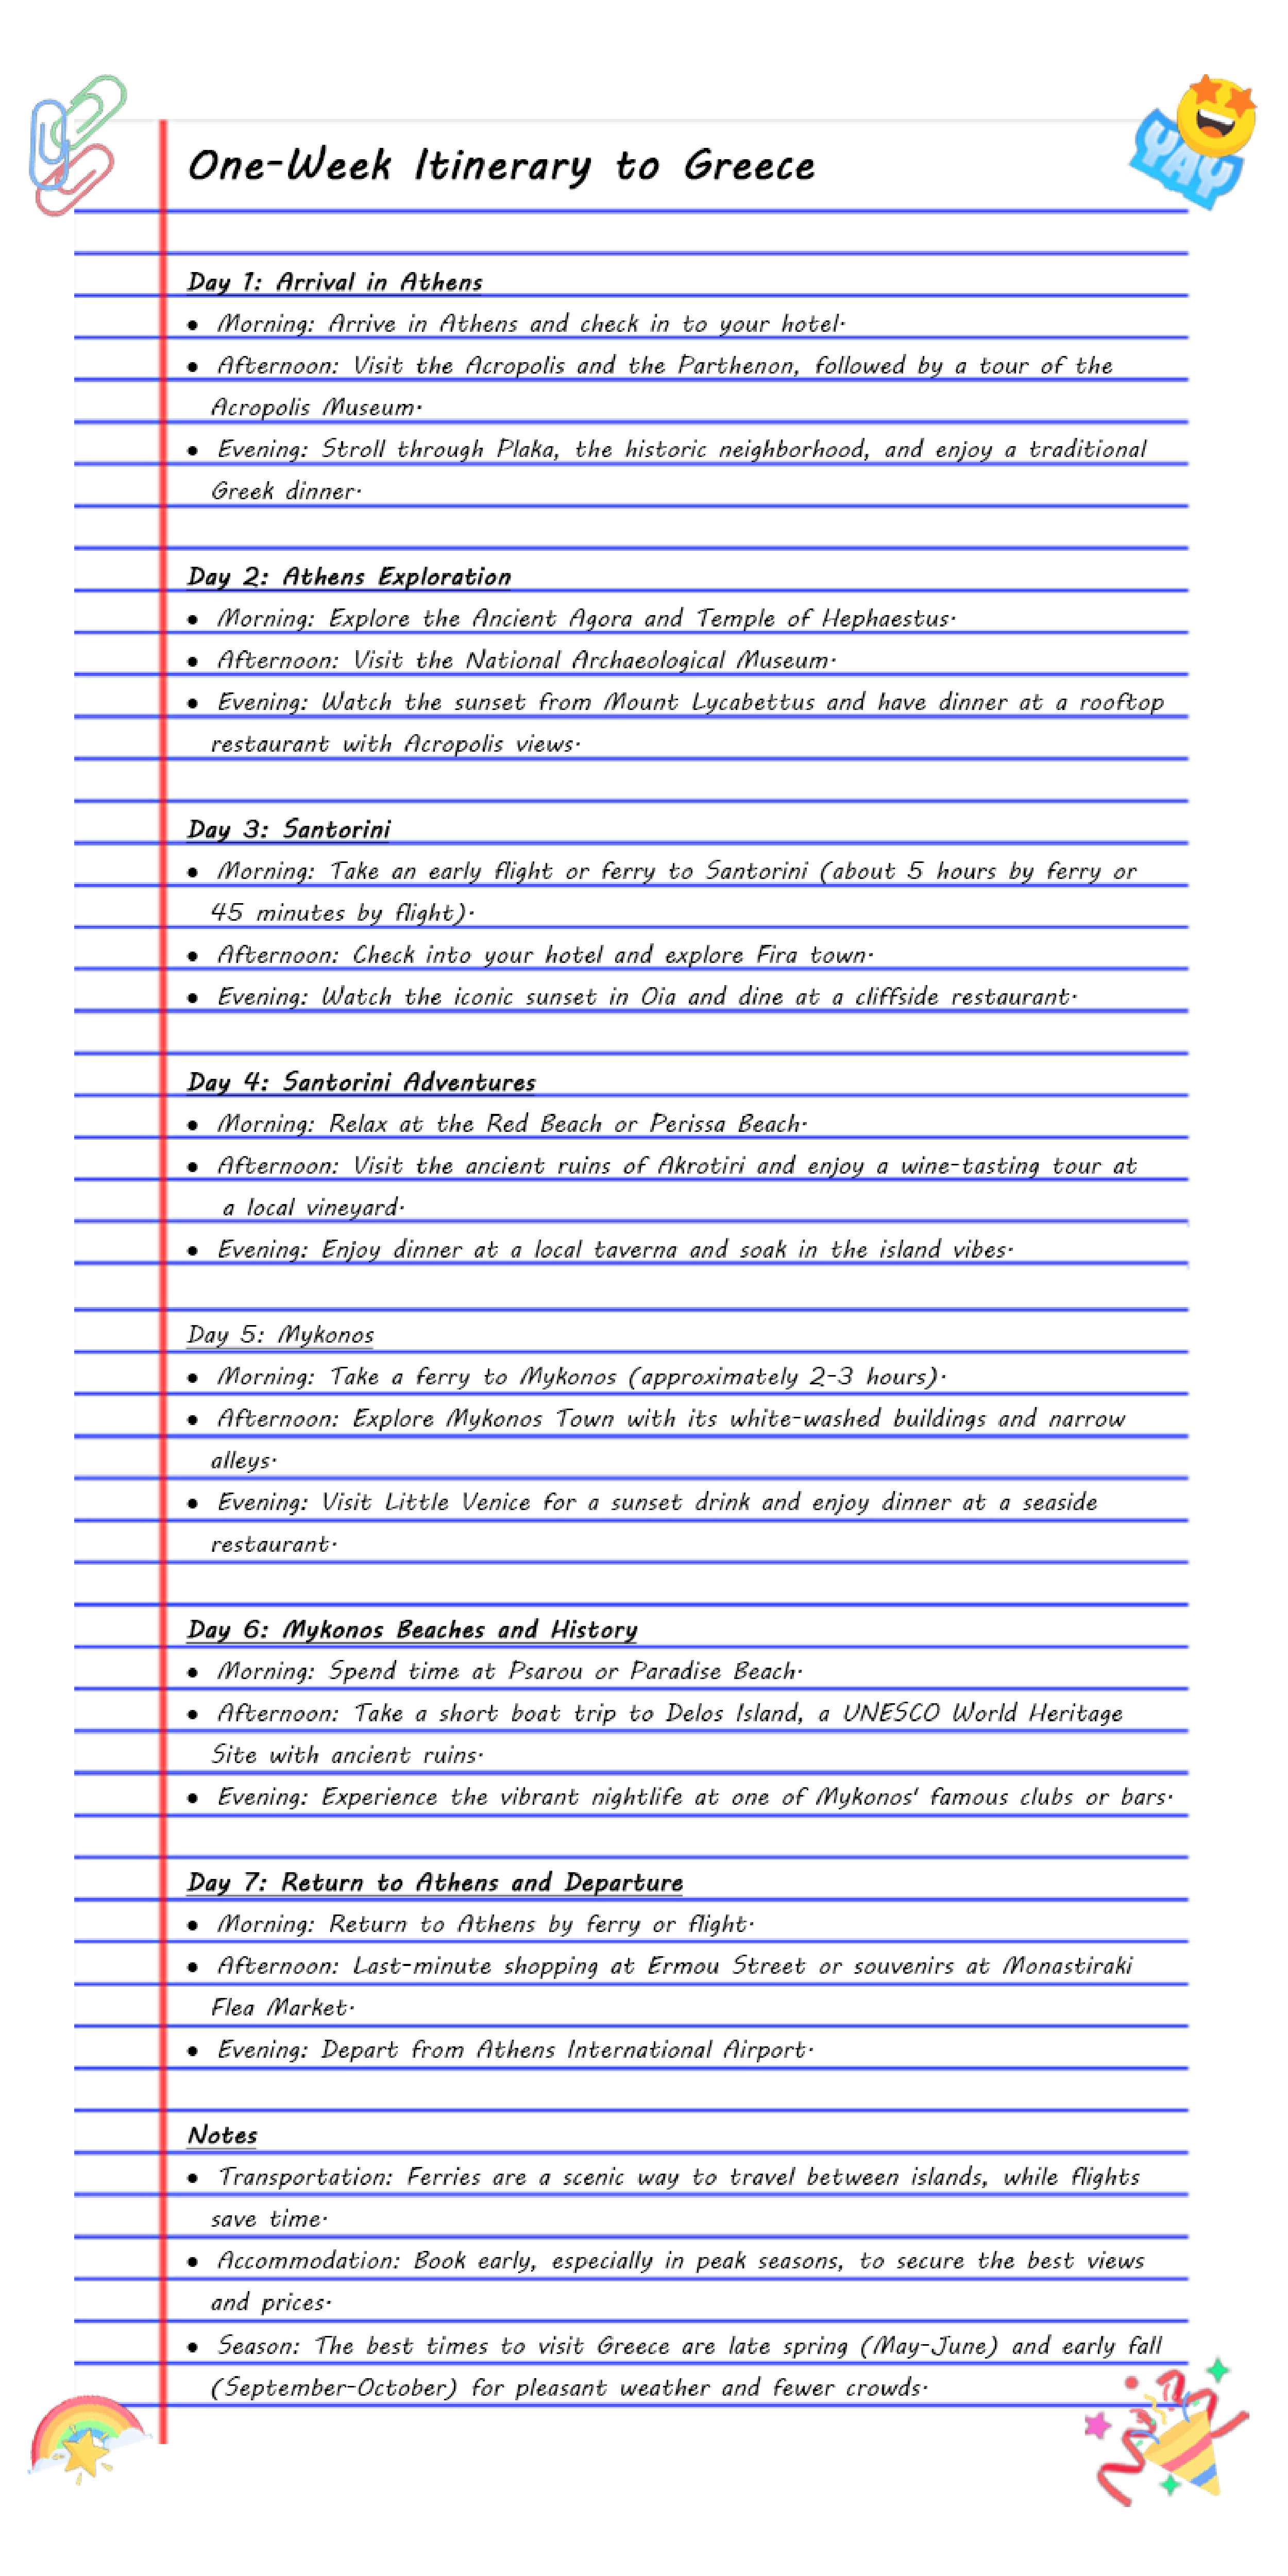 One-Week Itinerary to Greece
YAY
Day 1: Arrival in Athens
• Morning: Arrive in Athens and check in to your hotel.
• Afternoon: Visit the Acropolis and the Parthenon, followed by a tour of the
Acropolis Museum.
• Evening: Stroll through Plaka, the historic neighborhood, and enjoy a traditional
Greek dinner.
Day 2: Athens Exploration
• Morning: Explore the Ancient Agora and Temple of Hephaestus.
• Afternoon: Visit the National Archaeological Museum.
• Evening: Watch the sunset from Mount Lycabettus and have dinner at a rooftop
restaurant with Acropolis views.
Day 3: Santorini
• Morning: Take an early flight or ferry to Santorini (about 5 hours by ferry or
45 minutes by flight).
• Afternoon: Check into your hotel and explore Fira town.
• Evening: Watch the iconic sunset in Oia and dine at a cliffside restaurant.
Day 4: Santorini Adventures
• Morning: Relax at the Red Beach or Perissa Beach.
• Afternoon: Visit the ancient ruins of Akrotiri and enjoy a wine-tasting tour at
a local vineyard.
• Evening: Enjoy dinner at a local taverna and soak in the island vibes.
Day 5: Mykonos
• Morning: Take a ferry to Mykonos (approximately 2-3 hours).
• Afternoon: Explore Mykonos Town with its white-washed buildings and narrow
alleys.
• Evening: Visit Little Venice for a sunset drink and enjoy dinner at a seaside
restaurant.
Day 6: Mykonos Beaches and History
• Morning: Spend time at Psarou or Paradise Beach.
• Afternoon: Take a short boat trip to Delos Island, a UNESCO World Heritage
Site with ancient ruins.
• Evening: Experience the vibrant nightlife at one of Mykonos' famous clubs or bars.
Day 7: Return to Athens and Departure
• Morning: Return to Athens by ferry or flight.
• Afternoon: Last-minute shopping at Ermou Street or souvenirs at Monastiraki
Flea Market.
• Evening: Depart from Athens International Airport.
Notes
• Transportation: Ferries are a scenic way to travel between islands, while flights
save time.
• Accommodation: Book early, especially in peak seasons, to secure the best views
and prices.
• Season: The best times to visit Greece are late spring (May-June) and early fall
(September-October) for pleasant weather and fewer crowds.